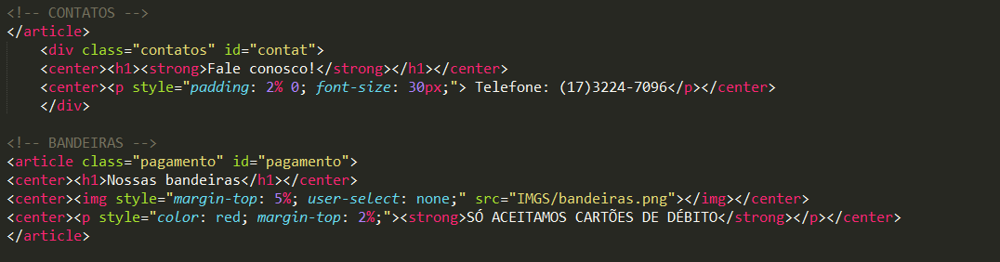 <!-- CONTATOS -->
</article>
    <div class="contatos" id="contat">
    <center><h1><strong>Fale conosco!</strong></h1></center>
    <center><p style="padding: 2% 0; font-size: 30px;"> Telefone: (17)3224-7096</p></center>
    </div>

<!-- BANDEIRAS -->
<article class="pagamento" id="pagamento">
<center><h1>Nossas bandeiras</h1></center>
<center><img style="margin-top: 5%; user-select: none;" src="IMGS/bandeiras.png"></img></center>
<center><p style="color: red; margin-top: 2%;"><strong>SÓ ACEITAMOS CARTÕES DE DÉBITO</strong></p></center>
</article>